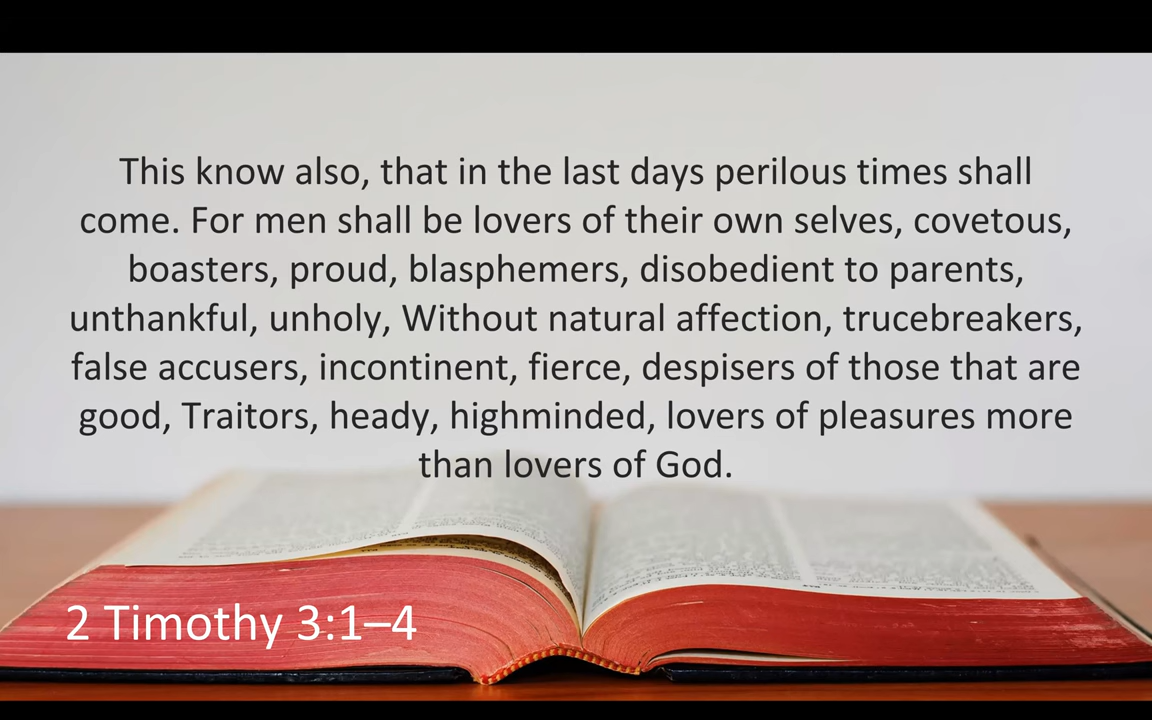 This know also, that in the last days perilous times shall
come. For men shall be lovers of their own selves, covetous,
boasters, proud, blasphemers, disobedient to parents,
unthankful, unholy, Without natural affection, trucebreakers,
false accusers, incontinent, fierce, despisers of those that are
good, Traitors, heady, highminded, lovers of pleasures more
than lovers of God.
2 Timothy 3:1–4